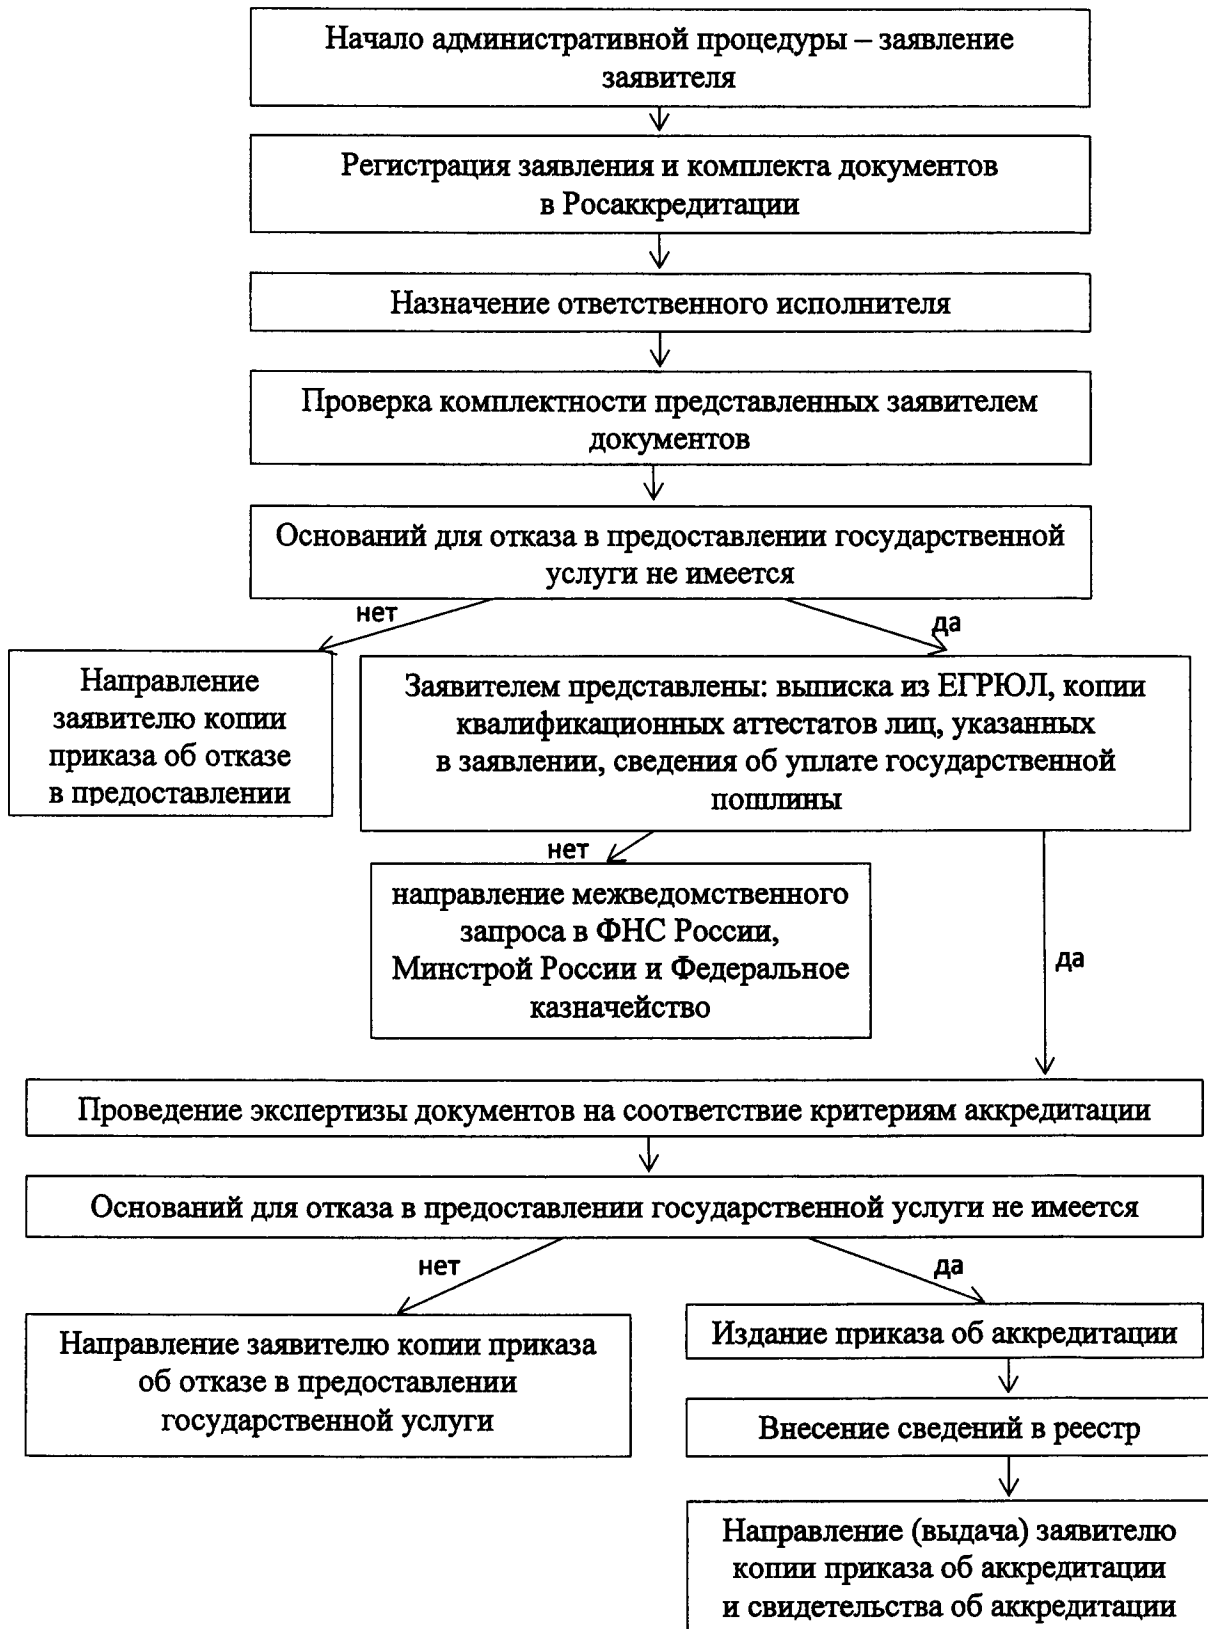 Начало административной процедуры – заявление
заявителя
Регистрация заявления и комплекта документов
в Росаккредитации
Назначение ответственного исполнителя
Проверка комплектности представленных заявителем
документов
Оснований для отказа в предоставлении государственной
услуги не имеется
нет
да
Направление
заявителю копии
приказа об отказе
в предоставлении
Заявителем представлены: выписка из ЕГРЮЛ, копии
квалификационных аттестатов лиц, указанных
в заявлении, сведения об уплате государственной
пошлины
нет
направление межведомственного
запроса в ФНС России,
Минстрой России и Федеральное
казначейство
да
Проведение экспертизы документов на соответствие критериям аккредитации
Оснований для отказа в предоставлении государственной услуги не имеется
нет
да
Направление заявителю копии приказа
об отказе в предоставлении
государственной услуги
Издание приказа об аккредитации
Внесение сведений в реестр
Направление (выдача) заявителю
копии приказа об аккредитации
и свидетельства об аккредитации